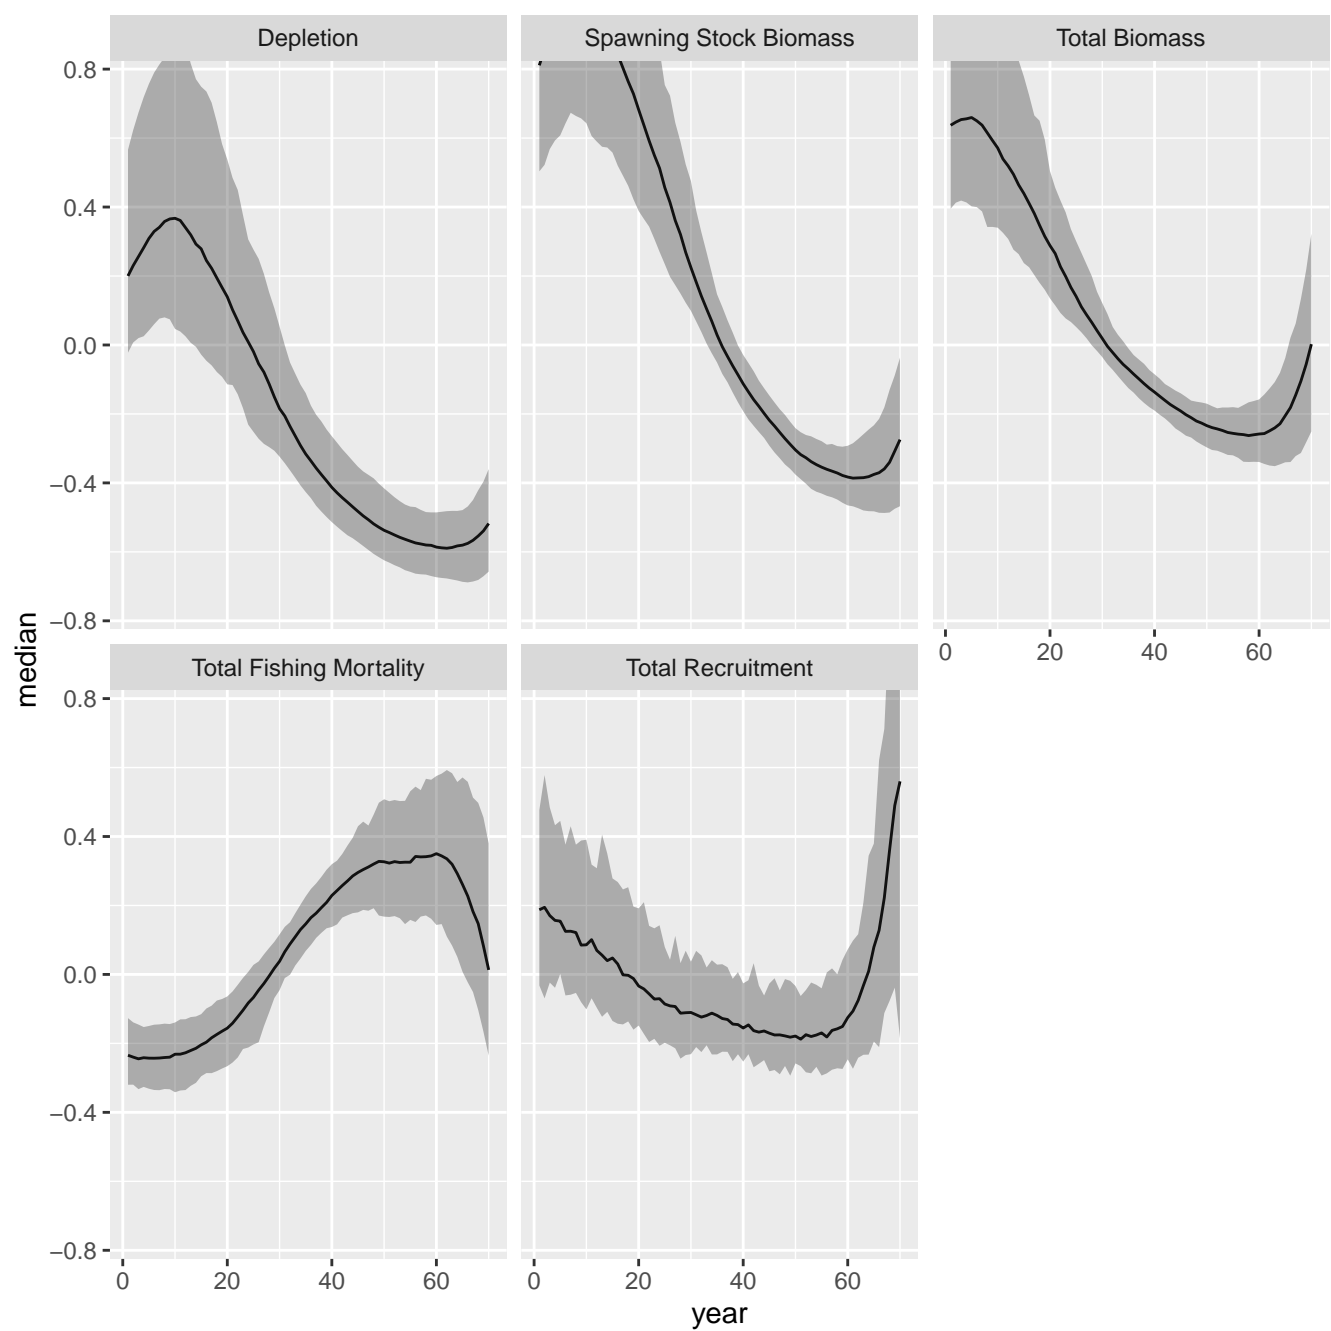 Depletion
Spawning Stock Biomass
Total Biomass
0.8
0.4
0.0
−0.4
−0.8
0 20 40 60
median
Total Fishing Mortality
Total Recruitment
0.8
0.4
0.0
−0.4
−0.8
0 20 40 60
0 20 40 60
year